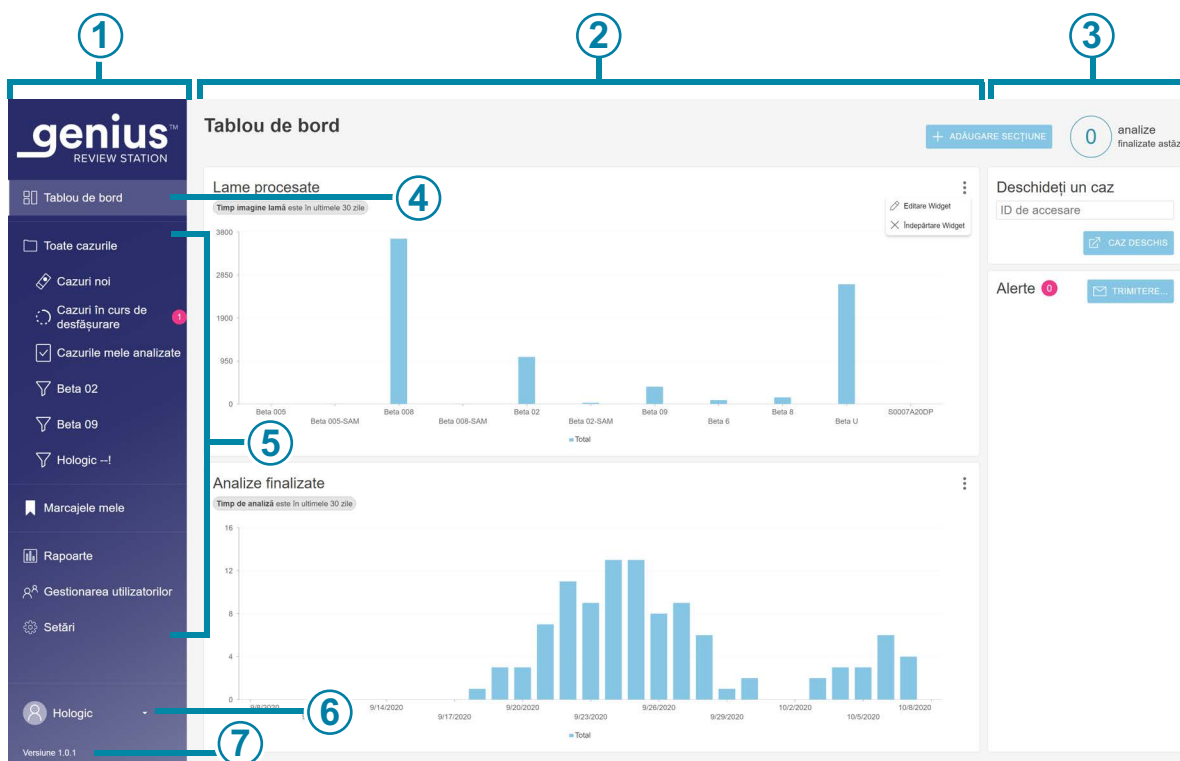 1
2
3
genius™
REVIEW STATION
Tablou de bord
4
Toate cazurile
Cazuri noi
Cazuri în curs de
desfășurare
1
Cazurile mele analizate
Beta 02
Beta 09
Hologic --!
5
Marcajele mele
Rapoarte
Gestionarea utilizatorilor
Setări
Hologic
6
Versiune 1.0.1
7
Tablou de bord
+ ADĂUGARE SECȚIUNE
0
analize
finalizate astăz
Lame procesate
Timp imagine lamă este în ultimele 30 zile
Editare Widget
Îndepărtare Widget
3800
2850
1900
950
0
Beta 005
Beta 005-SAM
Beta 008
Beta 008-SAM
Beta 02
Beta 02-SAM
Beta 09
Beta 6
Beta 8
Beta U
S0007A20DP
Total
Analize finalizate
Timp de analiză este în ultimele 30 zile
16
12
8
4
0
9/8/2020
9/14/2020
9/17/2020
9/20/2020
9/23/2020
9/26/2020
9/29/2020
10/2/2020
10/5/2020
10/8/2020
Total
Deschideți un caz
ID de accesare
CAZ DESCHIS
Alerte 0
TRIMITERE...